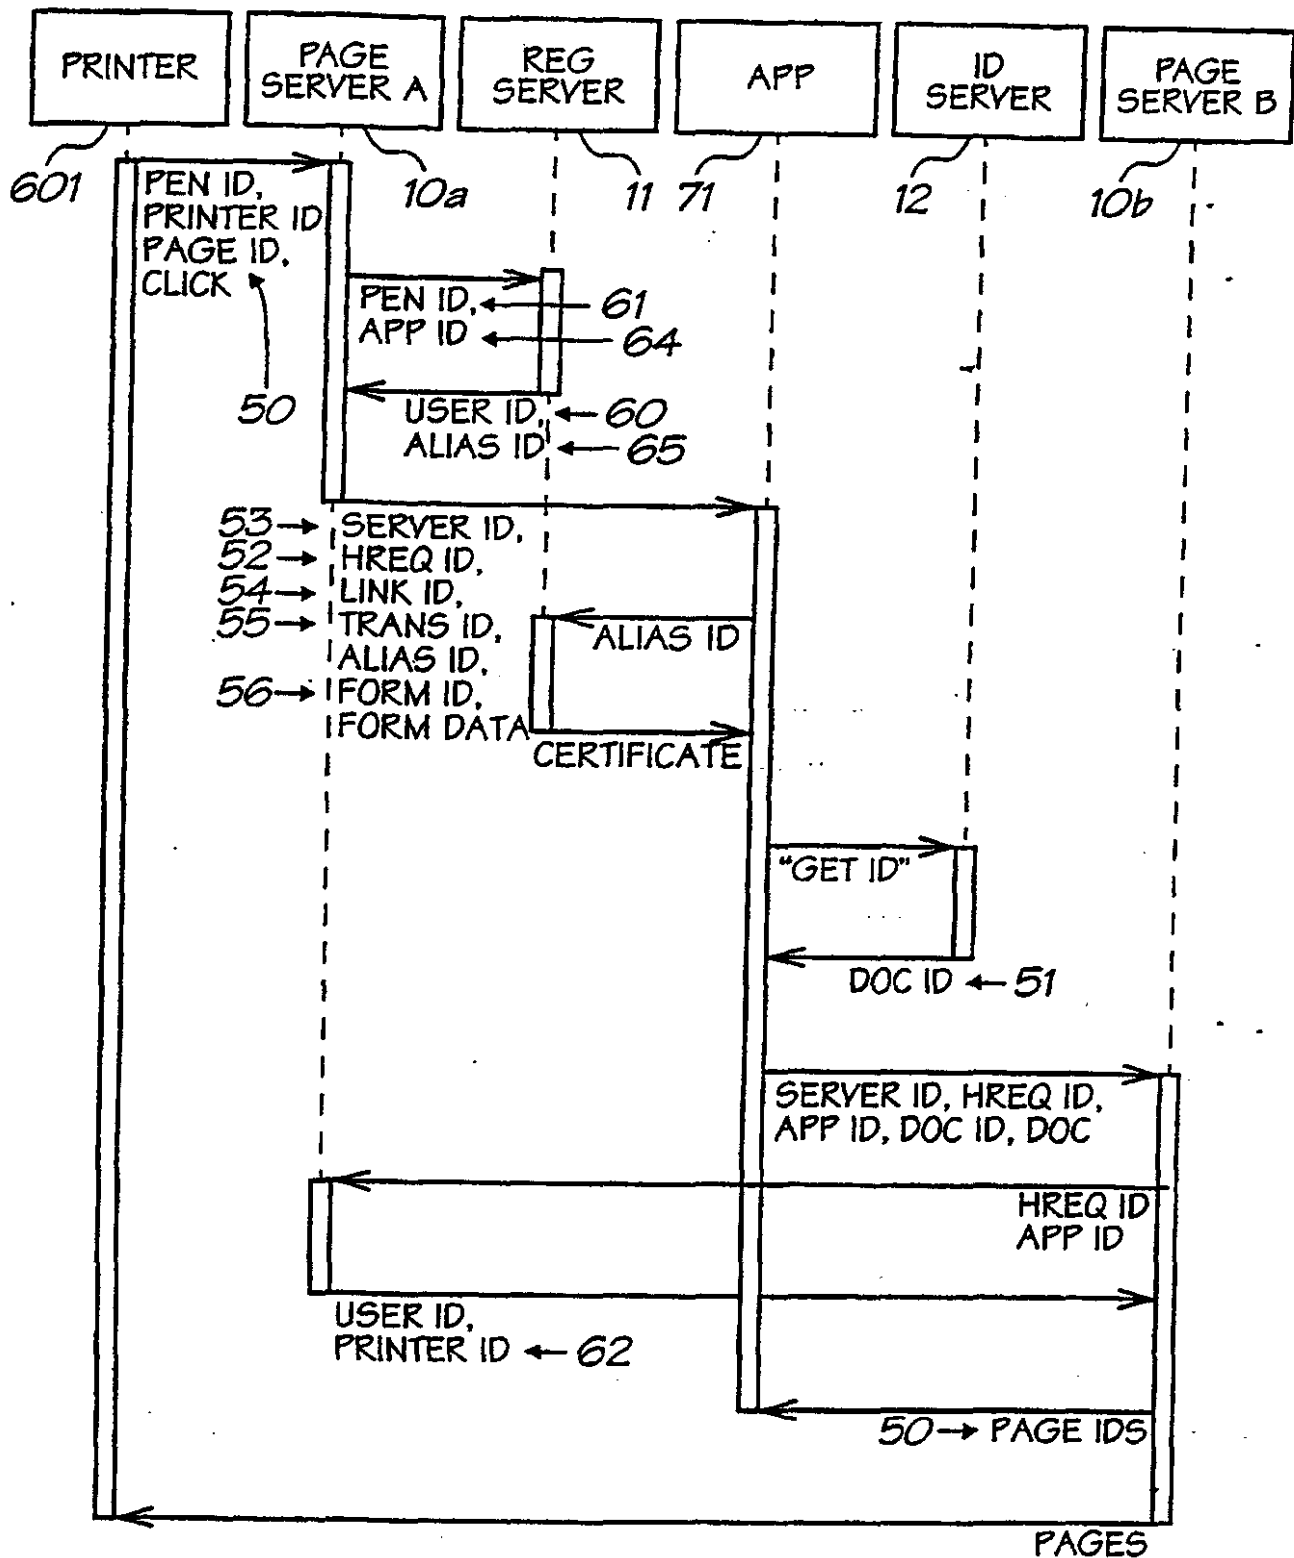 PRINTER
PAGE
SERVER A
REG
SERVER
APP
ID
SERVER
PAGE
SERVER B
601
10a
11
71
12
10b
PEN ID,
PRINTER ID
PAGE ID,
CLICK
50
PEN ID,
61
APP ID
64
USER ID,
60
ALIAS ID
65
53
SERVER ID,
52
HREQ ID,
54
LINK ID,
55
TRANS ID,
ALIAS ID,
56
FORM ID,
FORM DATA
ALIAS ID
CERTIFICATE
"GET ID"
DOC ID
51
SERVER ID, HREQ ID,
APP ID, DOC ID, DOC
HREQ ID
APP ID
USER ID,
PRINTER ID
62
50
PAGE IDS
PAGES